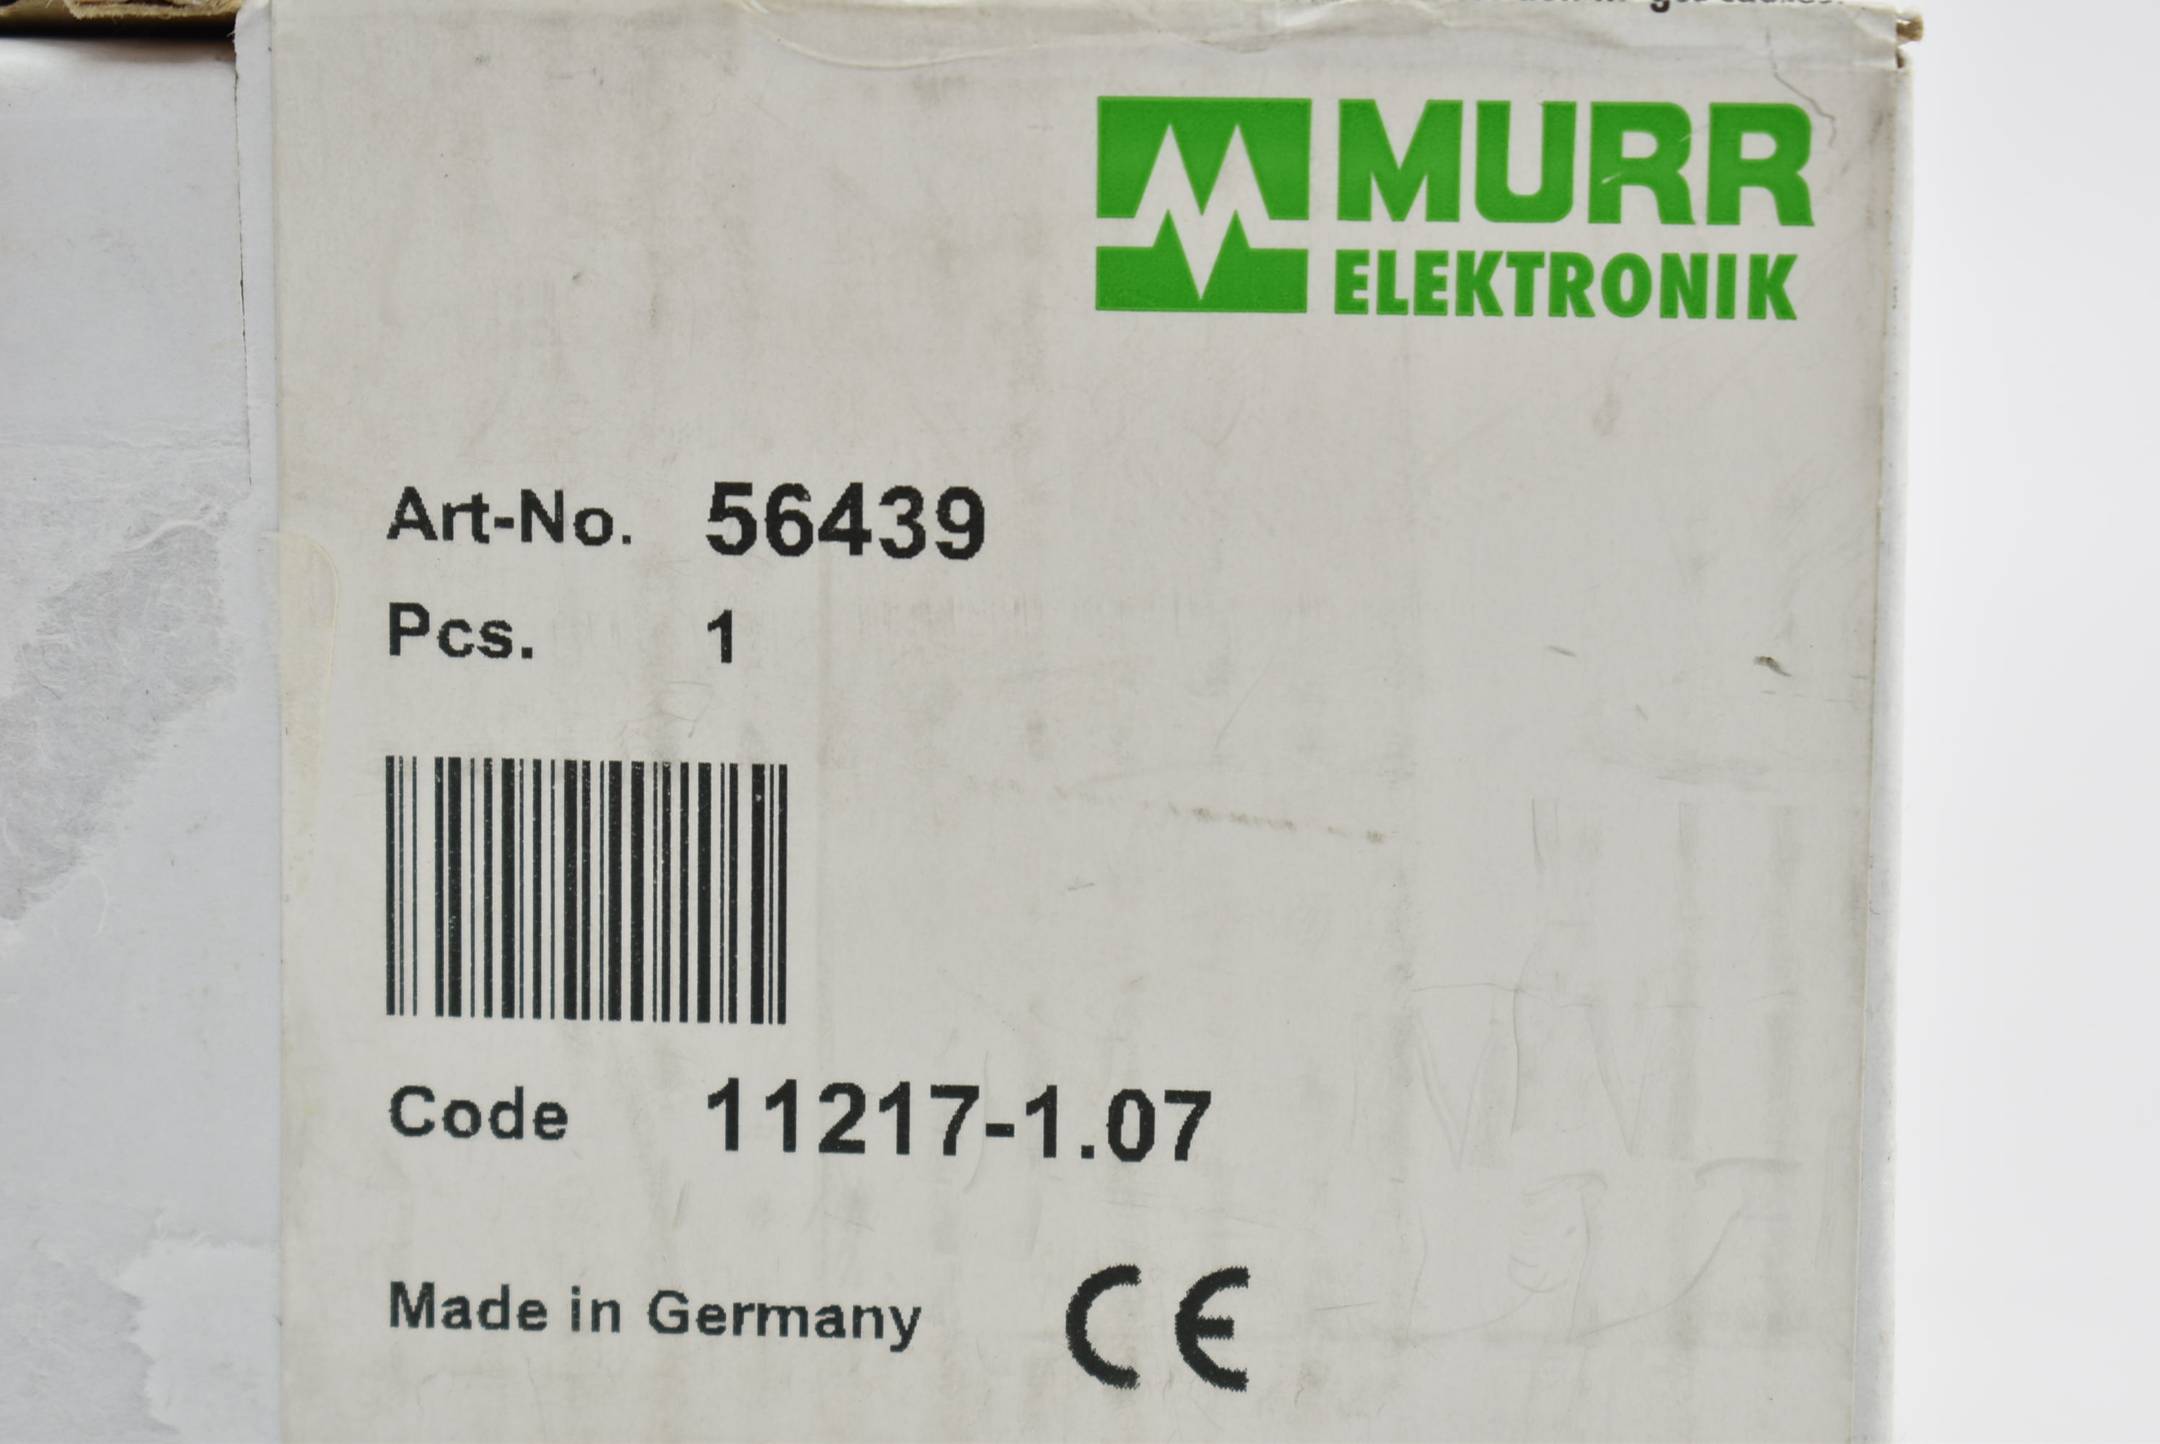 MURR
ELEKTRONIK
Art-No. 56439
Pcs. 1
Code 11217-1.07
Made in Germany CE